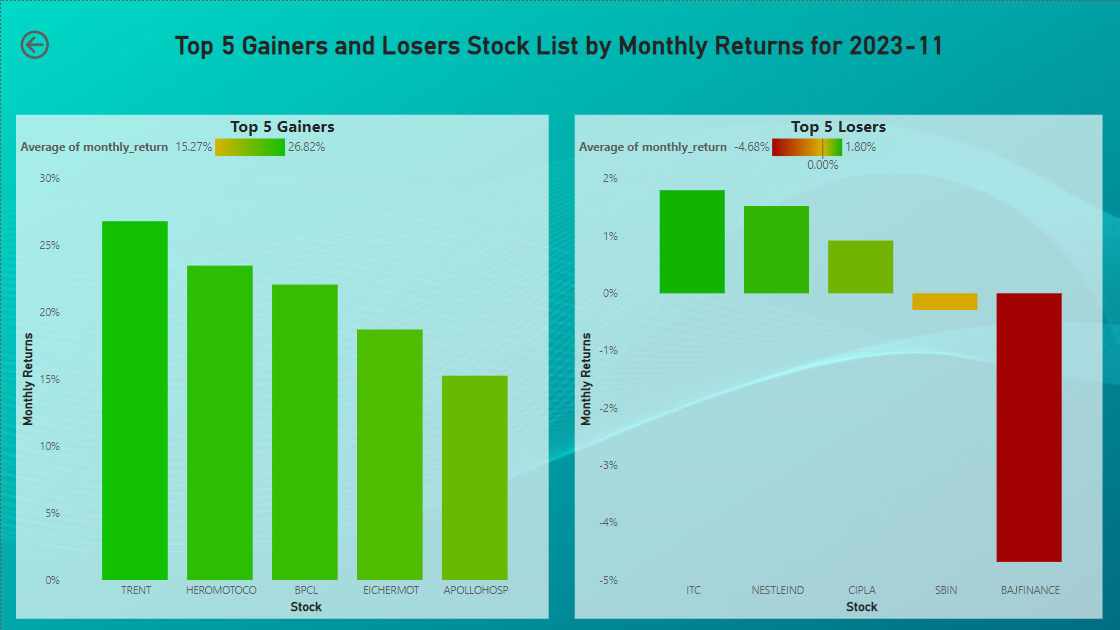 Top 5 Gainers and Losers Stock List by Monthly Returns for 2023-11
Top 5 Gainers
Average of monthly_return 15.27% 26.82%
30%
25%
20%
15%
10%
5%
0%
Monthly Returns
TRENT HEROMOTOCO BPCL EICHERMOT APOLLOHOSP
Stock
Top 5 Losers
Average of monthly_return -4.68% 1.80%
0.00%
2%
1%
0%
-1%
-2%
-3%
-4%
-5%
Monthly Returns
ITC NESTLEIND CIPLA SBIN BAJFINANCE
Stock